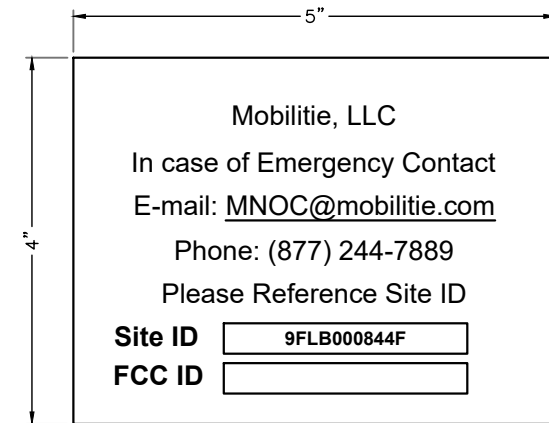 5"
4"
Mobilitie, LLC
In case of Emergency Contact
E-mail: MNOC@mobilitie.com
Phone: (877) 244-7889
Please Reference Site ID
Site ID 9FLB000844F
FCC ID